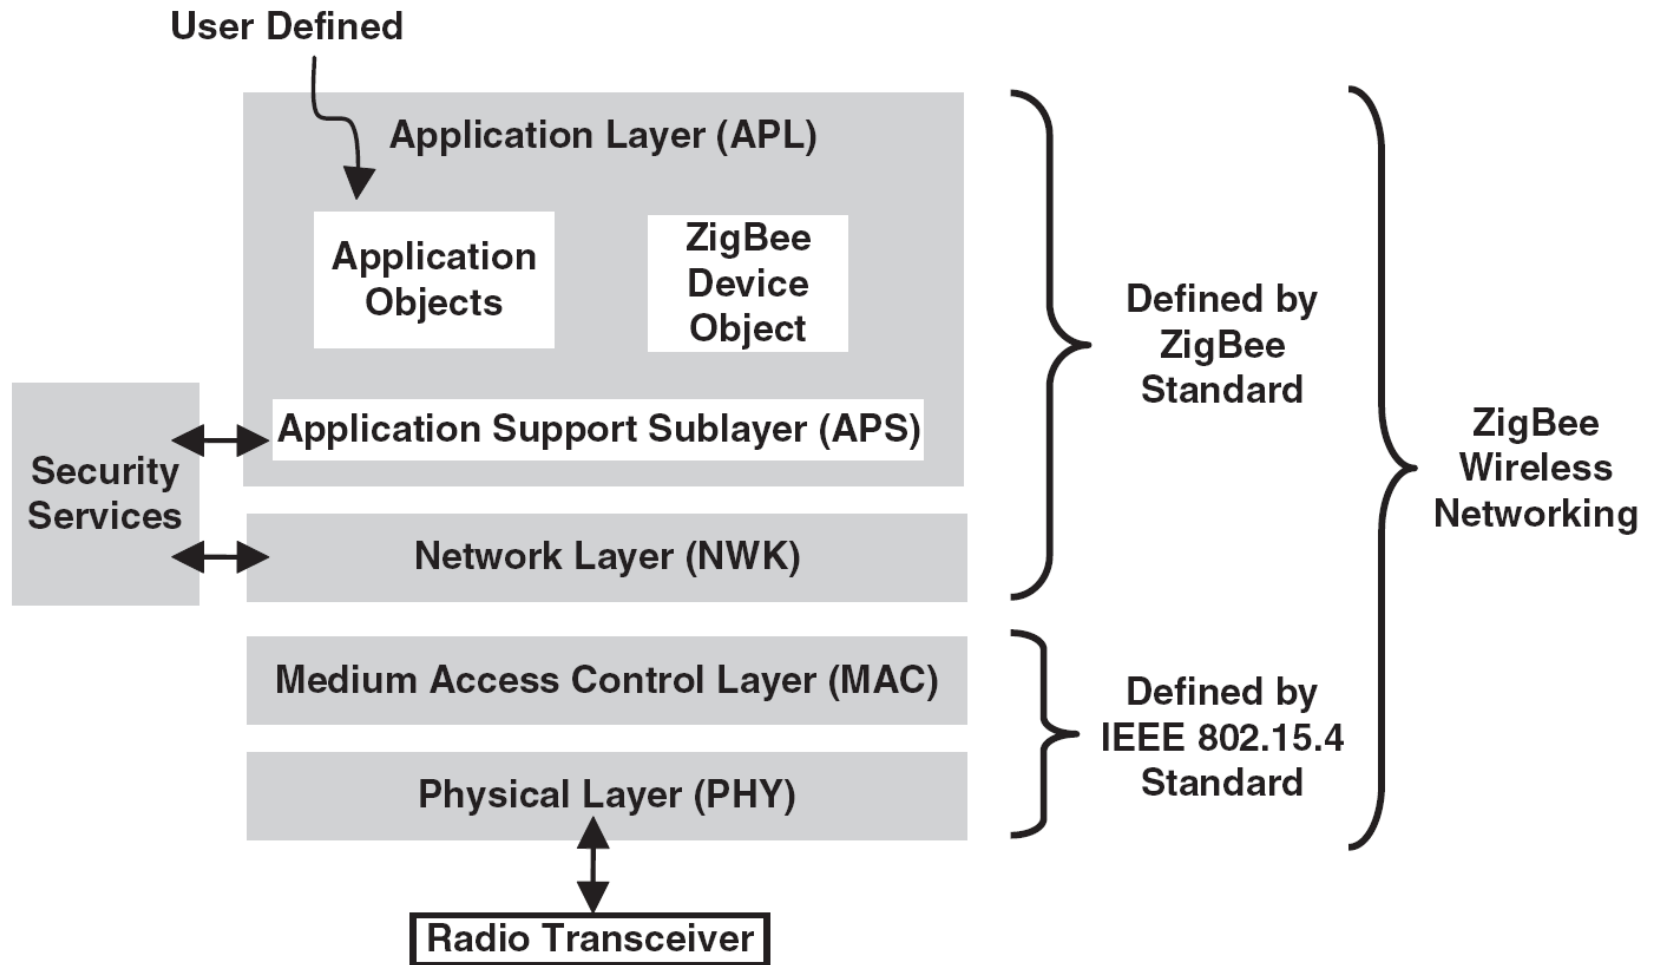 User Defined
Application Layer (APL)
Application
Objects
ZigBee
Device
Object
Application Support Sublayer (APS)
Security
Services
Network Layer (NWK)
Medium Access Control Layer (MAC)
Physical Layer (PHY)
Radio Transceiver
Defined by
ZigBee
Standard
Defined by
IEEE 802.15.4
Standard
ZigBee
Wireless
Networking